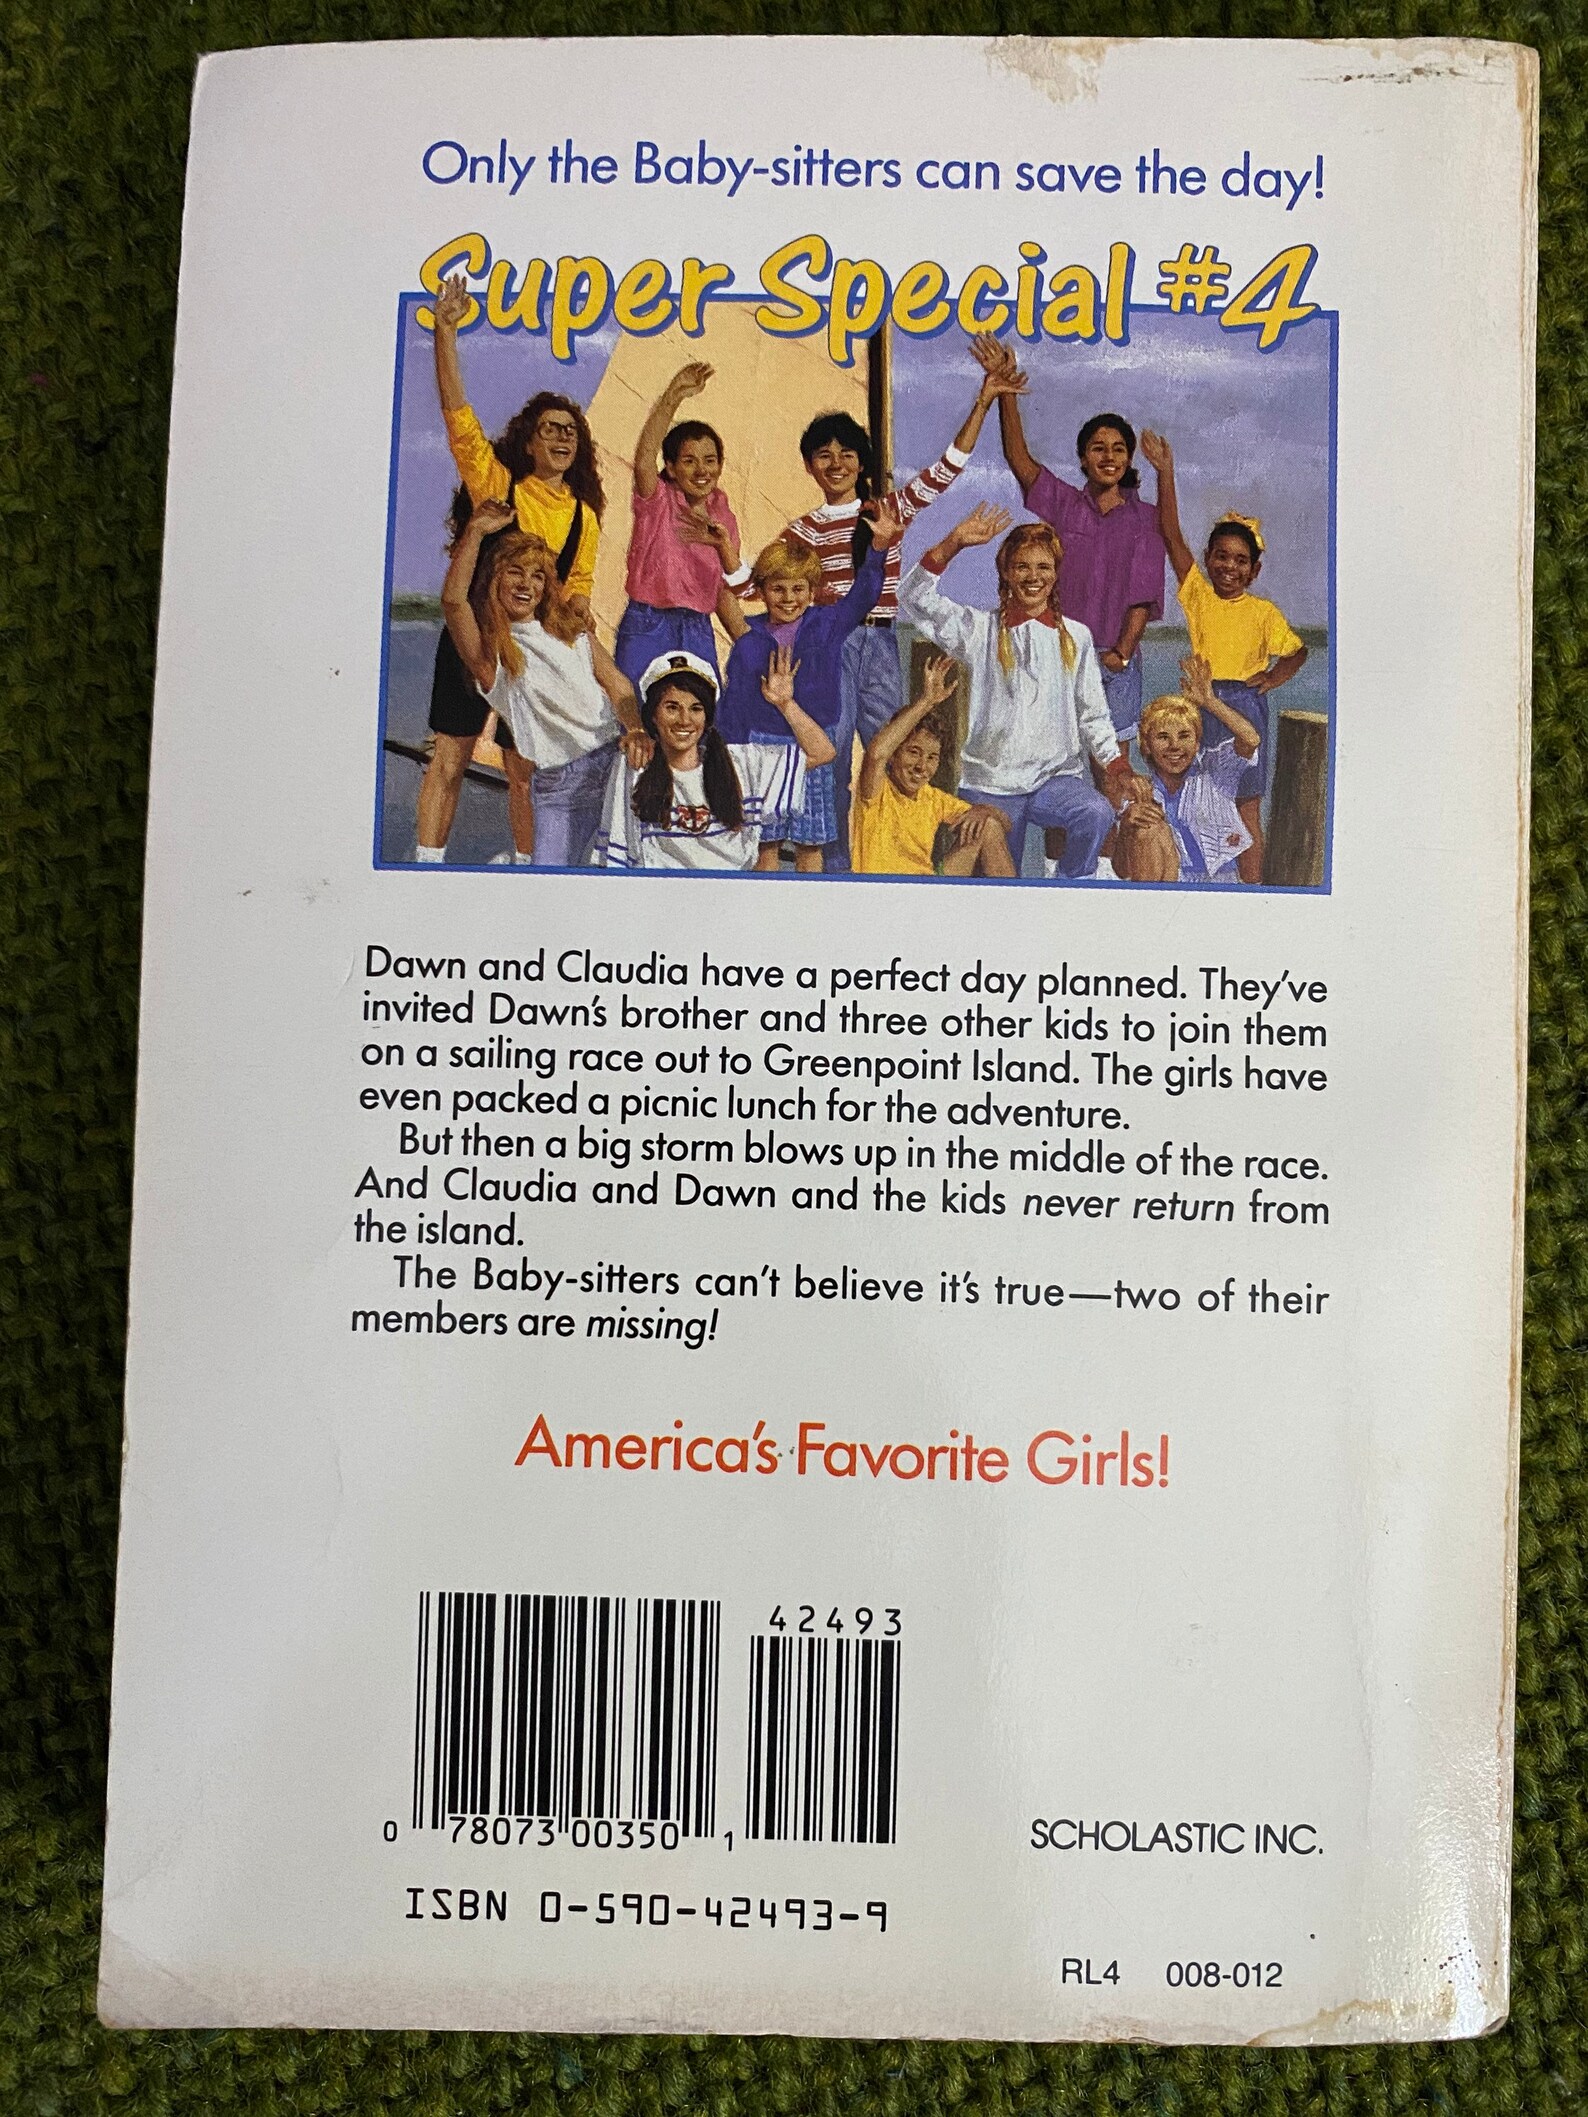 Only the Baby-sitters can save the day!
Super Special #4
Dawn and Claudia have a perfect day planned. They've
invited Dawn's brother and three other kids to join them
on a sailing race out to Greenpoint Island. The girls have
even packed a picnic lunch for the adventure.
But then a big storm blows up in the middle of the race.
And Claudia and Dawn and the kids never return from
the island.
The Baby-sitters can't believe it's true—two of their
members are missing!
America's Favorite Girls!
42493
0 78073 00350 1
SCHOLASTIC INC.
ISBN 0-590-42493-9
RL4 008-012